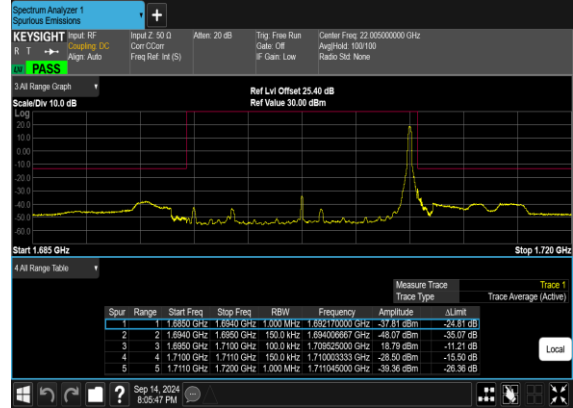 Spectrum Analyzer 1
Spurious Emissions
+
KEYSIGHT Input: RF Input Z: 50 Ω Atten: 20 dB Trig: Free Run Center Freq: 22.005000000 GHz
R T Coupling: DC Corr CCorr Gate: Off Avg|Hold: 100/100
Align: Auto Freq Ref: Int (S) IF Gain: Low Radio Std: None
PASS
3 All Range Graph
Ref Lvl Offset 25.40 dB
Scale/Div 10.0 dB Ref Value 30.00 dBm
Log
20.0
10.0
0.00
-10.0
-20.0
-30.0
-40.0
-50.0
-60.0
Start 1.685 GHz Stop 1.720 GHz
4 All Range Table
Measure Trace Trace 1
Trace Type Trace Average (Active)
Spur Range Start Freq Stop Freq RBW Frequency Amplitude ΔLimit
1 1 1.6850 GHz 1.6940 GHz 1.000 MHz 1.692170000 GHz -37.81 dBm -24.81 dB
2 2 1.6940 GHz 1.6950 GHz 150.0 kHz 1.694006667 GHz -48.07 dBm -35.07 dB
3 3 1.6950 GHz 1.7100 GHz 100.0 kHz 1.709525000 GHz 18.79 dBm -11.21 dB
4 4 1.7100 GHz 1.7110 GHz 150.0 kHz 1.710003333 GHz -28.50 dBm -15.50 dB
5 5 1.7110 GHz 1.7200 GHz 1.000 MHz 1.711045000 GHz -39.36 dBm -26.36 dB
Local
? Sep 14, 2024
8:05:47 PM